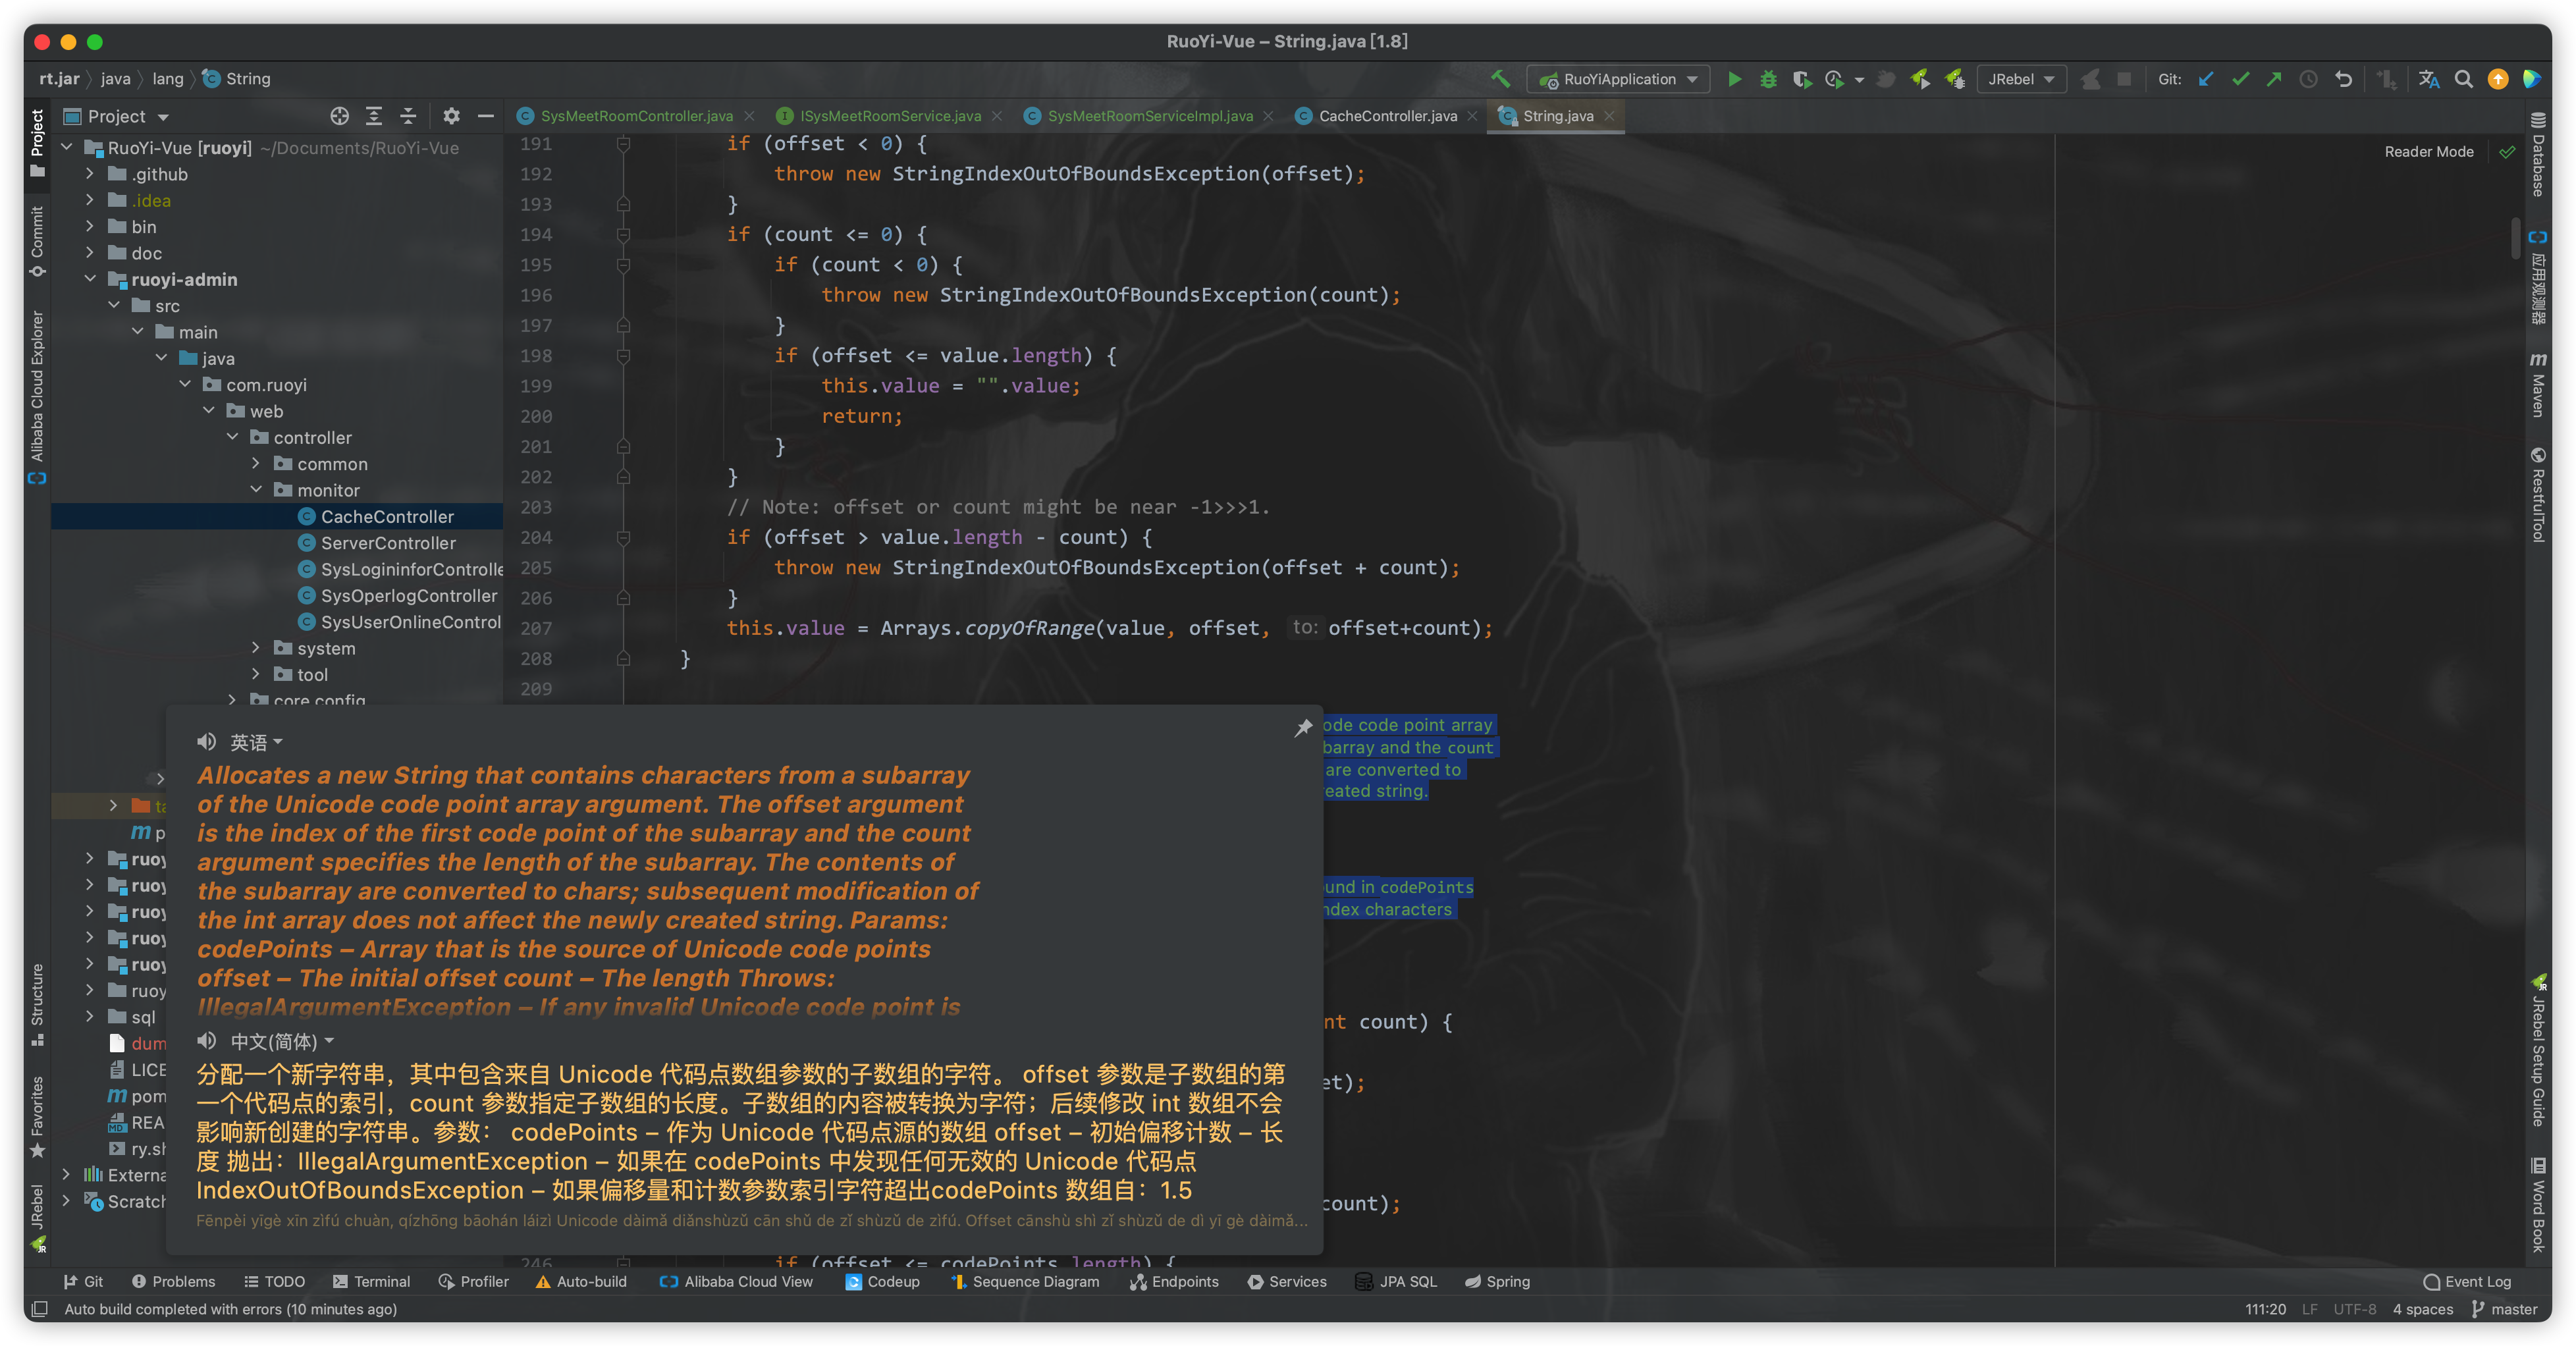 RuoYi-Vue – String.java [1.8]
rt.jar java lang String
RuoYiApplication JRebel Git:
Project
SysMeetRoomController.java ISysMeetRoomService.java SysMeetRoomServiceImpl.java CacheController.java String.java
Reader Mode
Project
Commit
Alibaba Cloud Explorer
Structure
Favorites
JRebel
RuoYi-Vue [ruoyi] ~/Documents/RuoYi-Vue
.github
.idea
bin
doc
ruoyi-admin
src
main
java
com.ruoyi
web
controller
common
monitor
CacheController
ServerController
SysLogininforControlle
SysOperlogController
SysUserOnlineControl
system
tool
core.config
ta
p
ruoy
ruoy
ruoy
ruoy
ruoy
ruoy
sql
dum
LICE
pom
REA
ry.sh
Externa
Scratch
191 if (offset < 0) {
192 throw new StringIndexOutOfBoundsException(offset);
193 }
194 if (count <= 0) {
195 if (count < 0) {
196 throw new StringIndexOutOfBoundsException(count);
197 }
198 if (offset <= value.length) {
199 this.value = "".value;
200 return;
201 }
202 }
203 // Note: offset or count might be near -1>>>1.
204 if (offset > value.length - count) {
205 throw new StringIndexOutOfBoundsException(offset + count);
206 }
207 this.value = Arrays.copyOfRange(value, offset, to: offset+count);
208 }
209
ode code point array
barray and the count
are converted to
eated string.
und in codePoints
ndex characters
nt count) {
et);
count);
246 if (offset <= codePoints.length) {
英语
Allocates a new String that contains characters from a subarray
of the Unicode code point array argument. The offset argument
is the index of the first code point of the subarray and the count
argument specifies the length of the subarray. The contents of
the subarray are converted to chars; subsequent modification of
the int array does not affect the newly created string. Params:
codePoints – Array that is the source of Unicode code points
offset – The initial offset count – The length Throws:
IllegalArgumentException – If any invalid Unicode code point is
中文(简体)
分配一个新字符串，其中包含来自 Unicode 代码点数组参数的子数组的字符。 offset 参数是子数组的第
一个代码点的索引，count 参数指定子数组的长度。子数组的内容被转换为字符；后续修改 int 数组不会
影响新创建的字符串。参数： codePoints – 作为 Unicode 代码点源的数组 offset – 初始偏移计数 – 长
度 抛出：IllegalArgumentException – 如果在 codePoints 中发现任何无效的 Unicode 代码点
IndexOutOfBoundsException – 如果偏移量和计数参数索引字符超出codePoints 数组自：1.5
Fēnpèi yīgè xīn zìfú chuàn, qízhōng bāohán láizì Unicode dàimǎ diǎnshùzǔ cān shǔ de zǐ shùzǔ de zìfú. Offset cānshù shì zǐ shùzǔ de dì yī gè dàimǎ...
Database
应用观测器
m Maven
RestfulTool
JRebel Setup Guide
Word Book
Git Problems TODO Terminal Profiler Auto-build Alibaba Cloud View Codeup Sequence Diagram Endpoints Services JPA SQL Spring Event Log
Auto build completed with errors (10 minutes ago) 111:20 LF UTF-8 4 spaces master